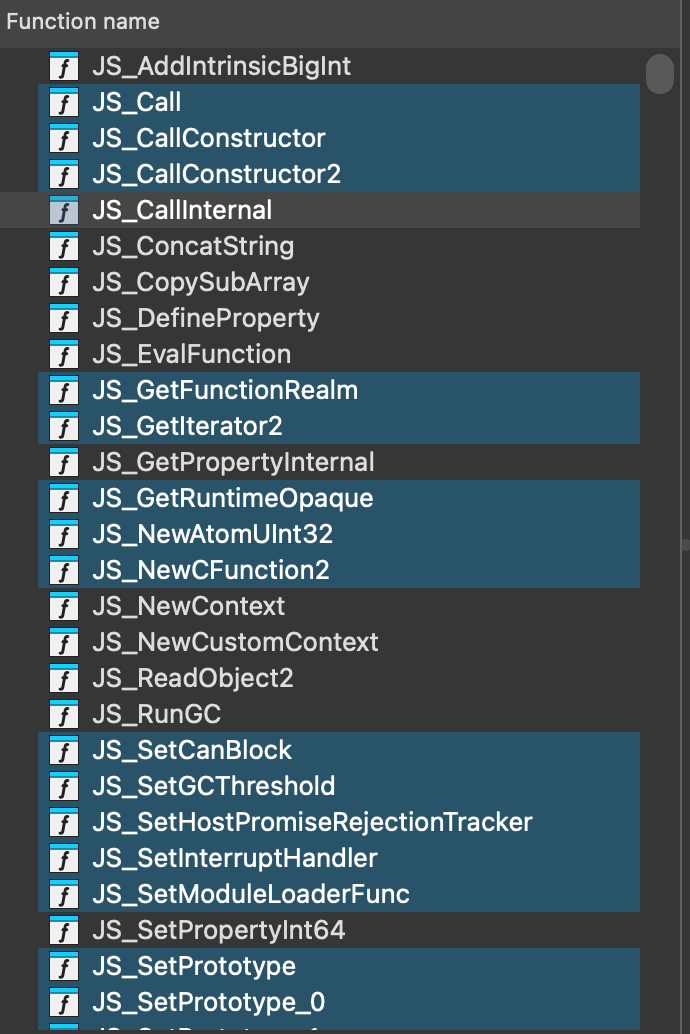 Function name
JS_AddIntrinsicBigInt
JS_Call
JS_CallConstructor
JS_CallConstructor2
JS_CallInternal
JS_ConcatString
JS_CopySubArray
JS_DefineProperty
JS_EvalFunction
JS_GetFunctionRealm
JS_GetIterator2
JS_GetPropertyInternal
JS_GetRuntimeOpaque
JS_NewAtomUInt32
JS_NewCFunction2
JS_NewContext
JS_NewCustomContext
JS_ReadObject2
JS_RunGC
JS_SetCanBlock
JS_SetGCThreshold
JS_SetHostPromiseRejectionTracker
JS_SetInterruptHandler
JS_SetModuleLoaderFunc
JS_SetPropertyInt64
JS_SetPrototype
JS_SetPrototype_0